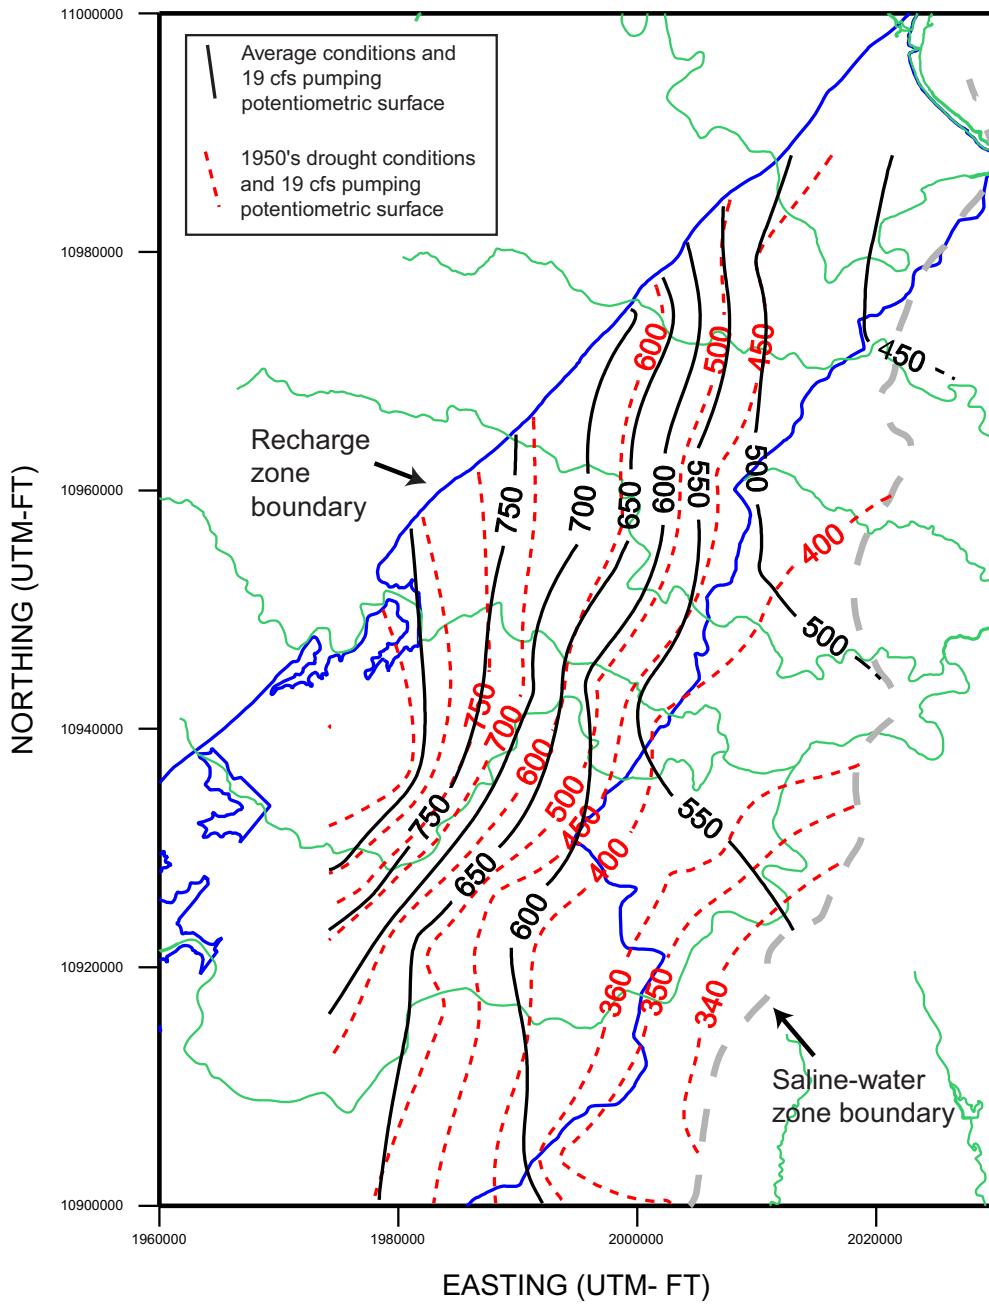 11000000
10980000
10960000
10940000
10920000
10900000
NORTHING (UTM-FT)
Average conditions and
19 cfs pumping
potentiometric surface
1950's drought conditions
and 19 cfs pumping
potentiometric surface
Recharge
zone
boundary
600
500
450
450
750
700
650
600
550
500
400
500
750
700
600
500
450
400
750
650
600
550
360
350
340
Saline-water
zone boundary
1960000
1980000
2000000
2020000
EASTING (UTM- FT)